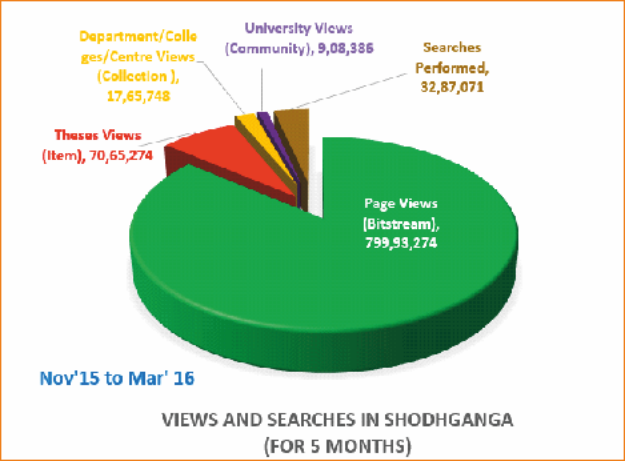 University Views
(Community), 9,08,386
Department/Colle
ges/Centre Views
(Collection ),
17,65,748
Searches
Performed,
32,87,071
Theses Views
(Item), 70,65,274
Page Views
(Bitstream),
799,93,274
Nov'15 to Mar' 16
VIEWS AND SEARCHES IN SHODHGANGA
(FOR 5 MONTHS)